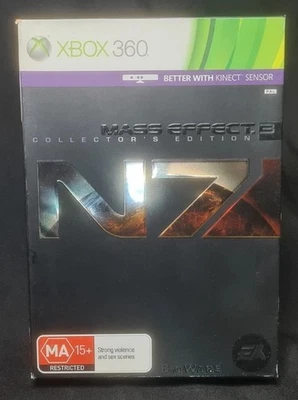 XBOX 360
BETTER WITH KINECT SENSOR
PAL
MASS EFFECT 3
COLLECTOR'S EDITION
N7
MA 15+
RESTRICTED
Strong violence
and sex scenes
BIOWARE
EA